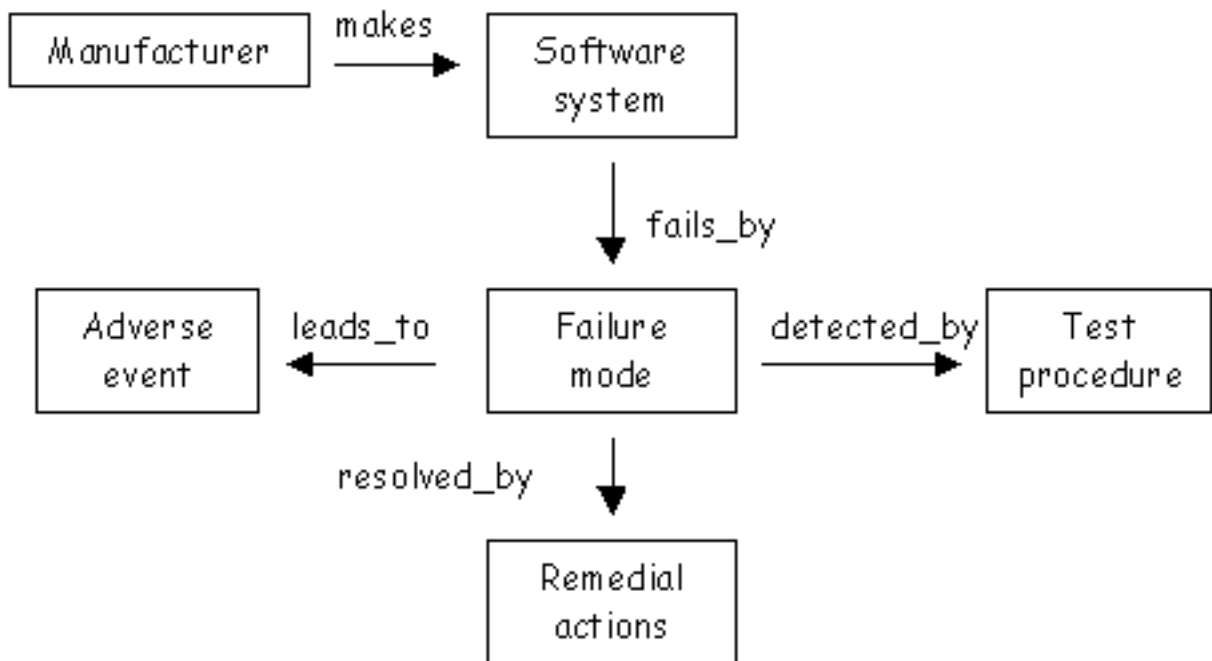 Manufacturer
makes
Software
system
fails_by
Adverse
event
leads_to
Failure
mode
detected_by
Test
procedure
resolved_by
Remedial
actions